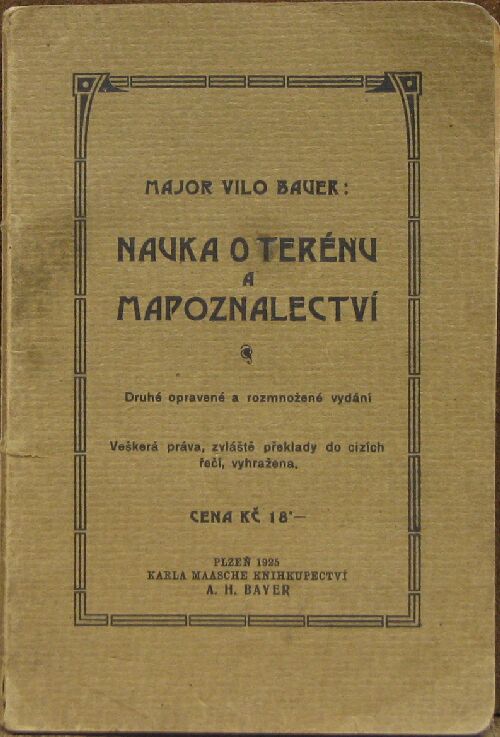 MAJOR VILO BAUER:
NAUKA O TERÉNU
A
MAPOZNALECTVÍ
Druhé opravené a rozmnožené vydání
Veškerá práva, zvláště překlady do cizích
řečí, vyhražena.
CENA KČ 18·—
PLZEŇ 1925
KARLA MAASCHE KNIHKUPECTVÍ
A. H. BAYER